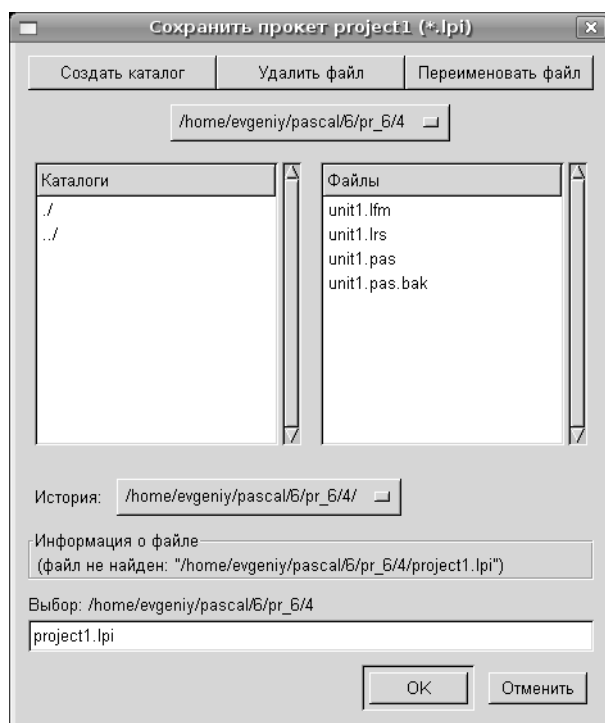 Сохранить прокет project1 (*.lpi)
Создать каталог
Удалить файл
Переименовать файл
/home/evgeniy/pascal/6/pr_6/4
Каталоги
./
../
Файлы
unit1.lfm
unit1.lrs
unit1.pas
unit1.pas.bak
История: /home/evgeniy/pascal/6/pr_6/4/
Информация о файле
(файл не найден: "/home/evgeniy/pascal/6/pr_6/4/project1.lpi")
Выбор: /home/evgeniy/pascal/6/pr_6/4
project1.lpi
OK
Отменить